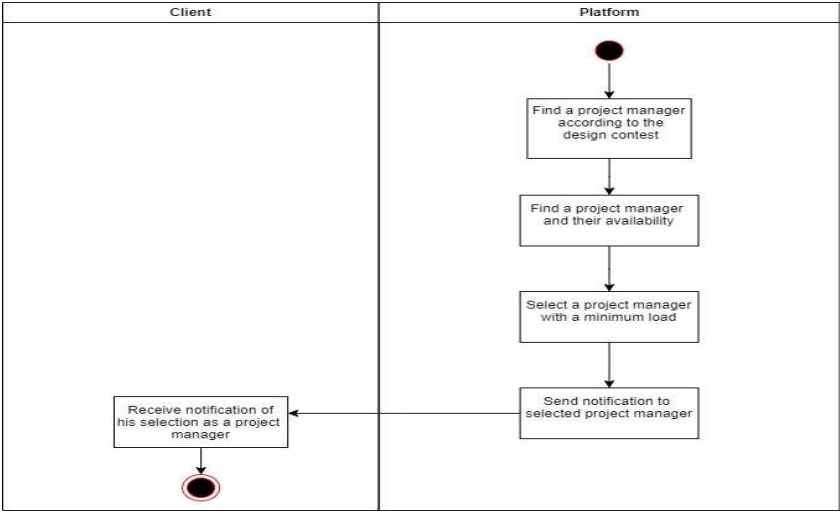 Client
Platform
Find a project manager
according to the
design contest
Find a project manager
and their availability
Select a project manager
with a minimum load
Send notification to
selected project manager
Receive notification of
his selection as a project
manager